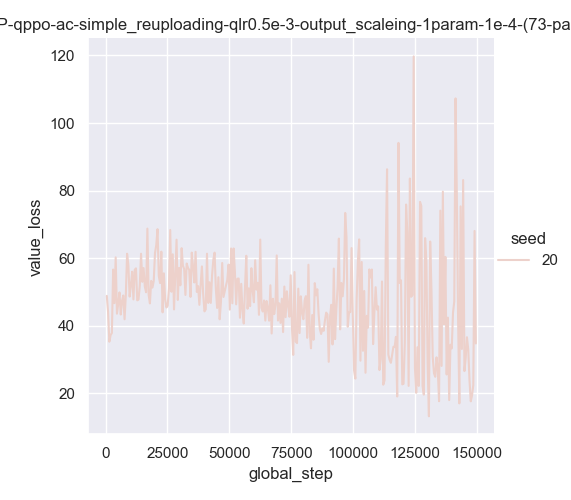 P-qppo-ac-simple_reuploading-qlr0.5e-3-output_scaleing-1param-1e-4-(73-pa
120
100
80
60
40
20
value_loss
0 25000 50000 75000 100000 125000 150000
global_step
seed
20